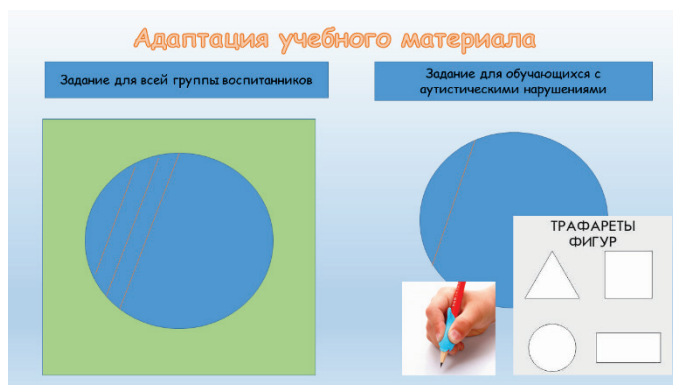 Адаптация учебного материала
Задание для всей группы воспитанников
Задание для обучающихся с
аутистическими нарушениями
ТРАФАРЕТЫ
ФИГУР